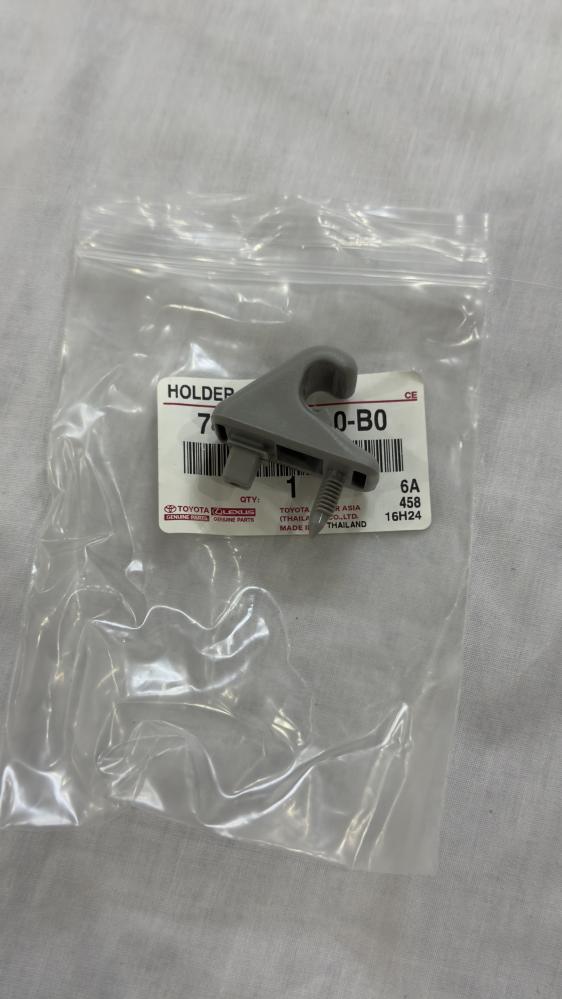 HOLDER
CE
7 0-B0
QTY: 1
6A
458
16H24
TOYOTA
GENUINE PARTS
LEXUS
GENUINE PARTS
TOYOTA ASIA
(THAILA CO.,LTD.
MADE THAILAND